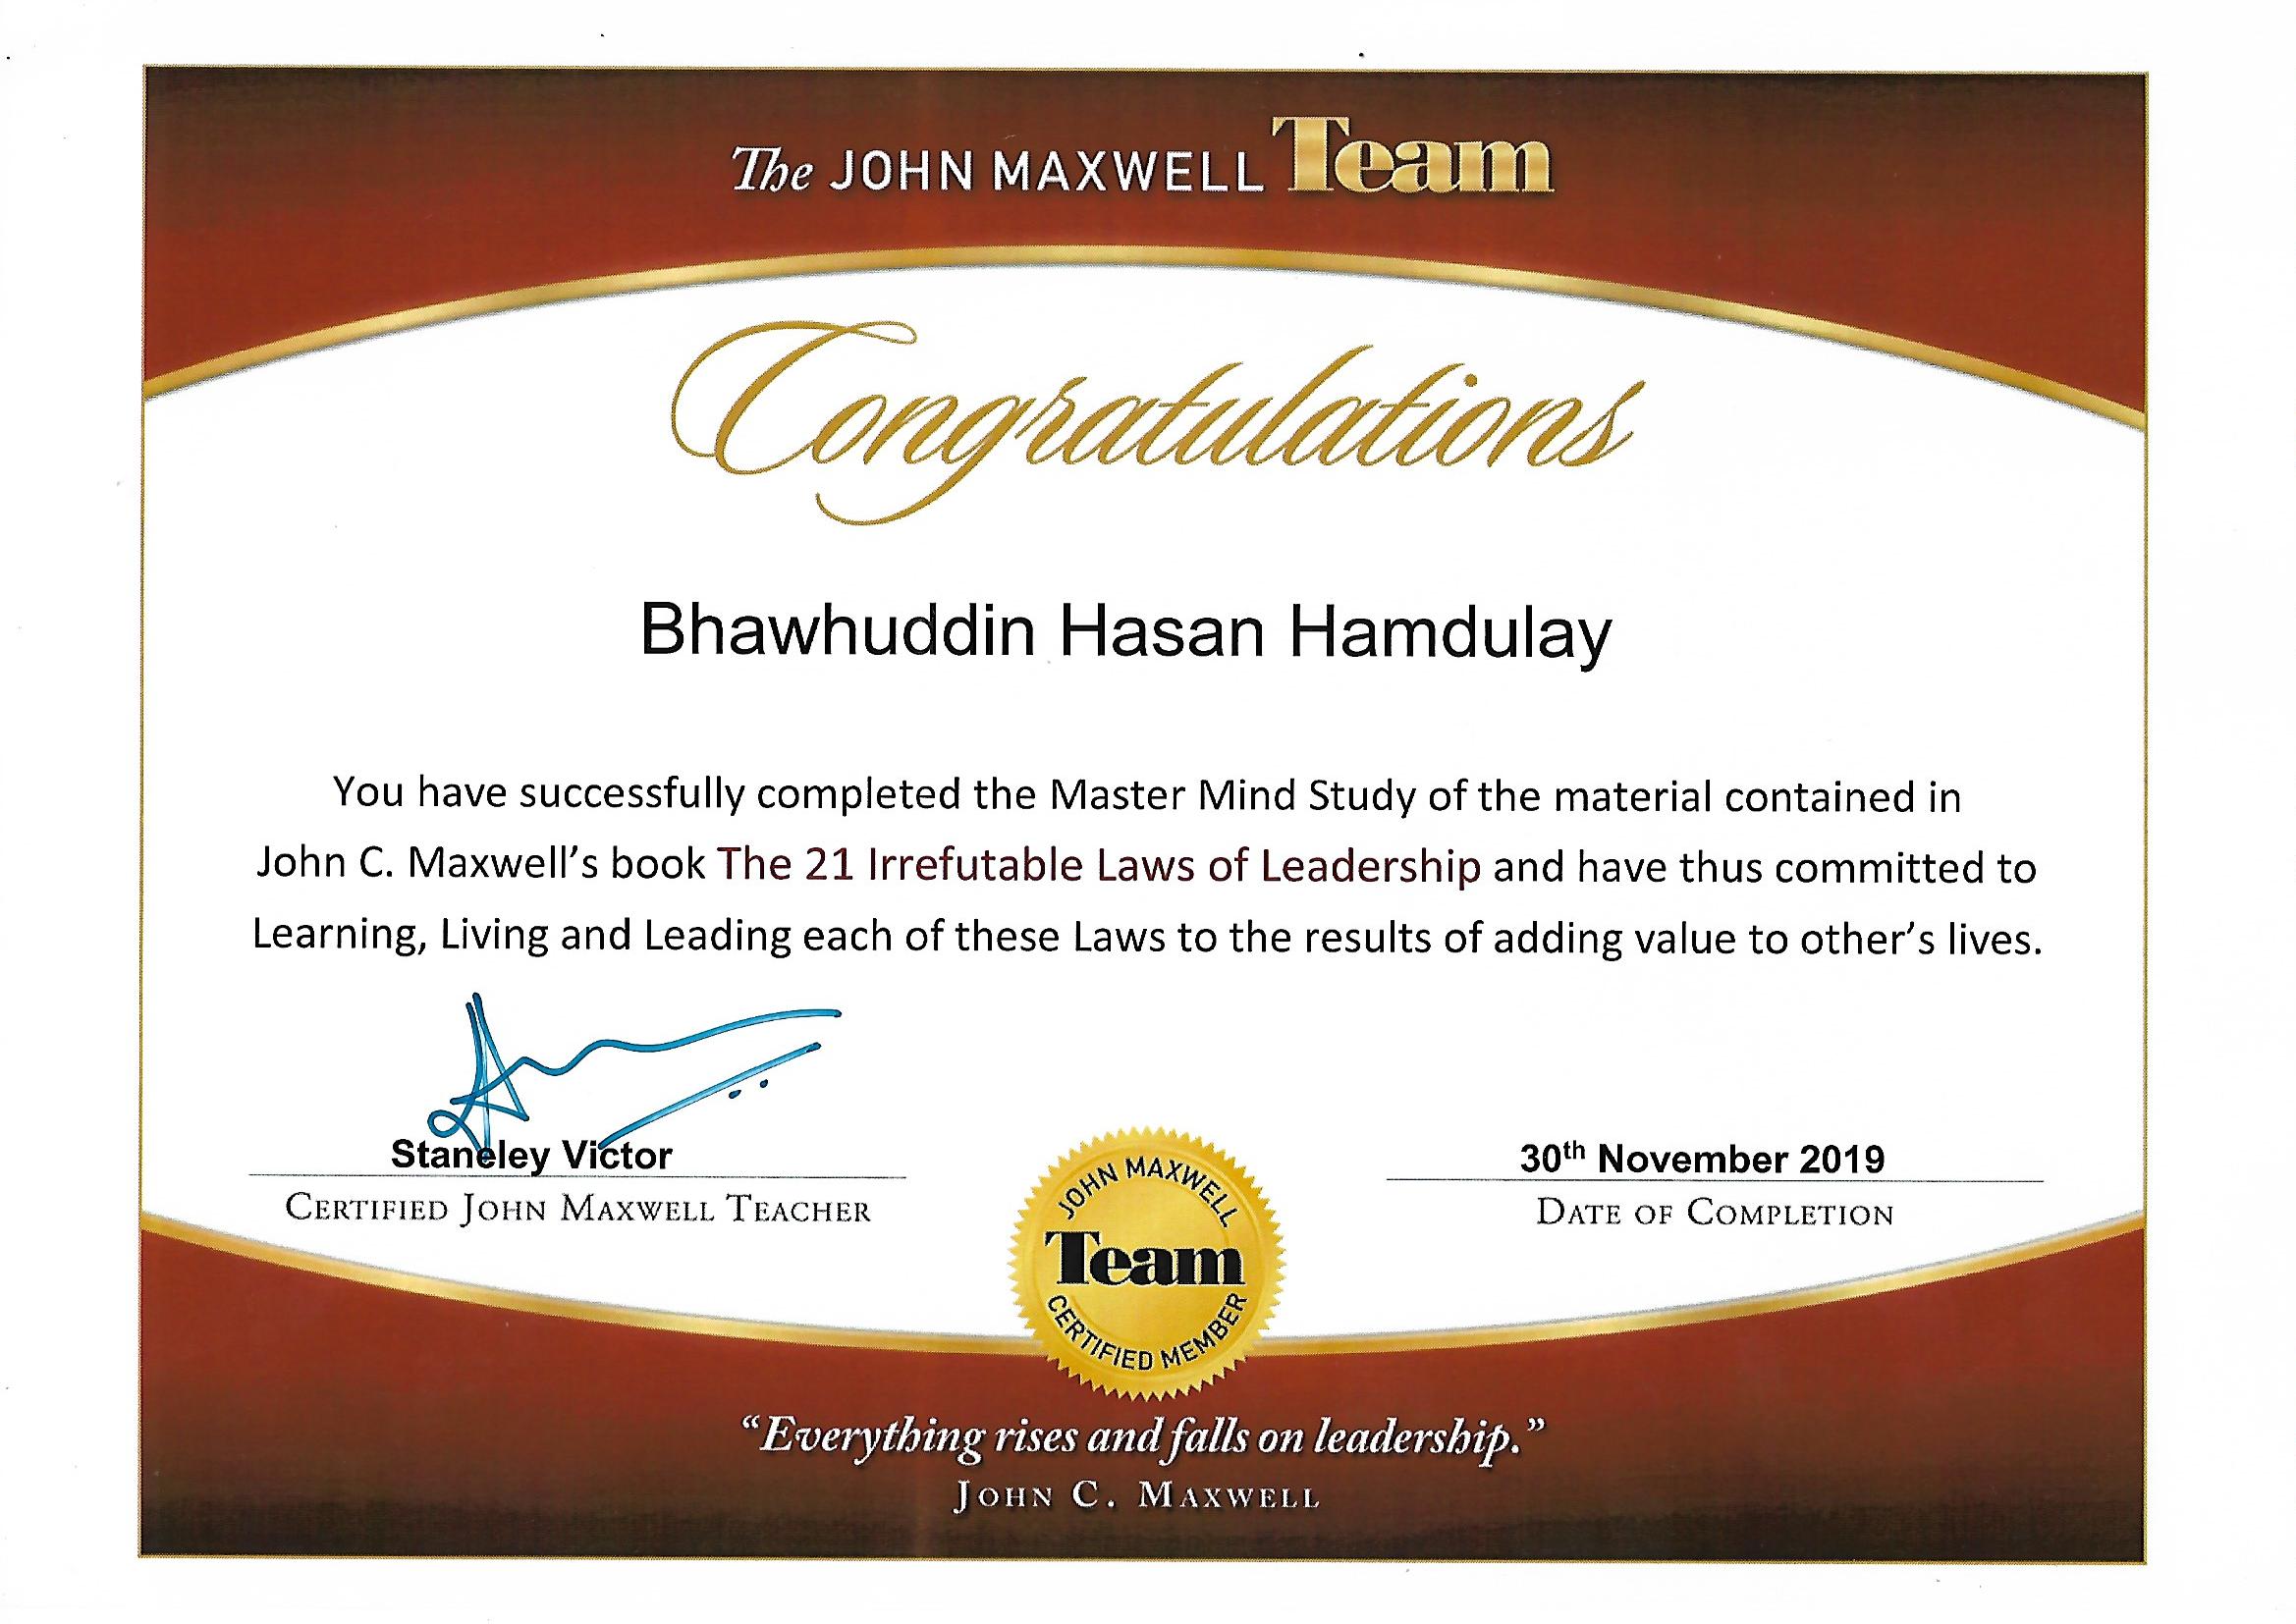 The JOHN MAXWELL Team
Congratulations
Bhawhuddin Hasan Hamdulay
You have successfully completed the Master Mind Study of the material contained in
John C. Maxwell’s book The 21 Irrefutable Laws of Leadership and have thus committed to
Learning, Living and Leading each of these Laws to the results of adding value to other’s lives.
Staneley Victor
CERTIFIED JOHN MAXWELL TEACHER
30th November 2019
DATE OF COMPLETION
JOHN MAXWELL
Team
CERTIFIED MEMBER
“Everything rises and falls on leadership.”
JOHN C. MAXWELL